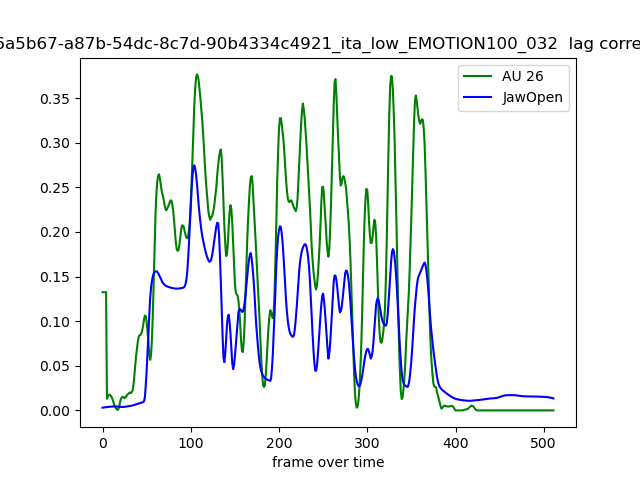 6a5b67-a87b-54dc-8c7d-90b4334c4921_ita_low_EMOTION100_032  lag corre
AU 26
JawOpen
0.35
0.30
0.25
0.20
0.15
0.10
0.05
0.00
0 100 200 300 400 500
frame over time